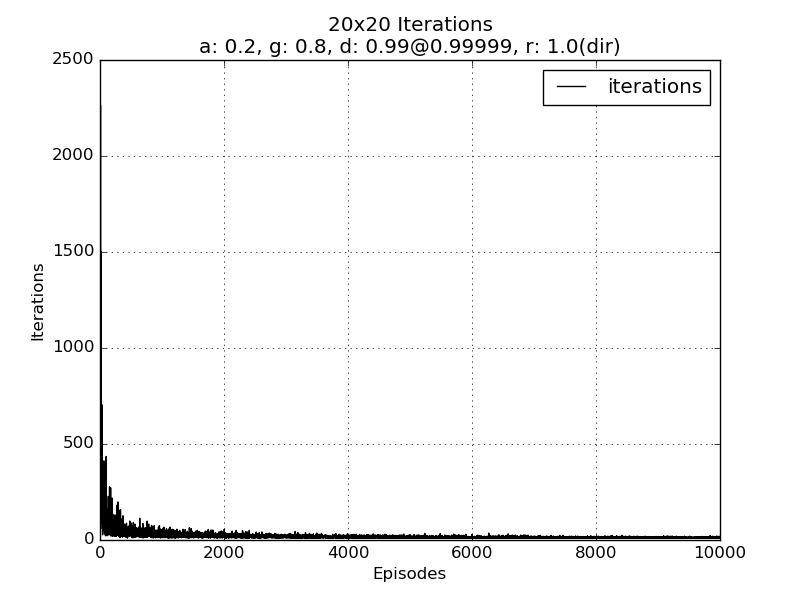 20x20 Iterations
a: 0.2, g: 0.8, d: 0.99@0.99999, r: 1.0(dir)
iterations
2500
2000
1500
1000
500
0
Iterations
0 2000 4000 6000 8000 10000
Episodes